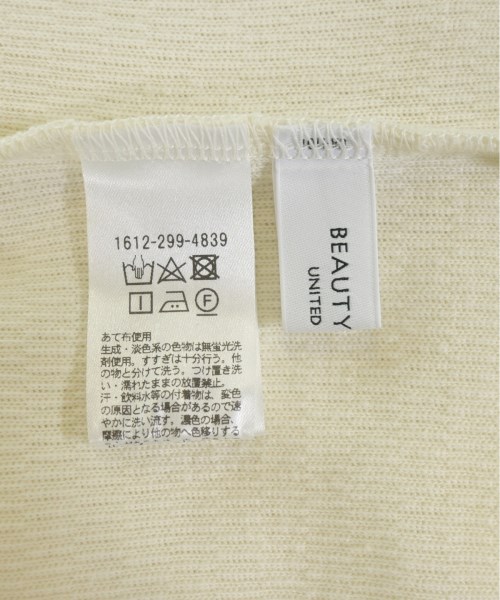 1612-299-4839
F
あて布使用
生成・淡色系の色物は無蛍光洗
剤使用。すすぎは十分行う。他
の物と分けて洗う。つけ置き洗
い・濡れたままの放置禁止。
汗・飲料水等の付着物は、変色
の原因となる場合があるので速
やかに洗い流す。濃色の場合、
摩擦により他の物へ色移りする
BEAUTY
UNITED